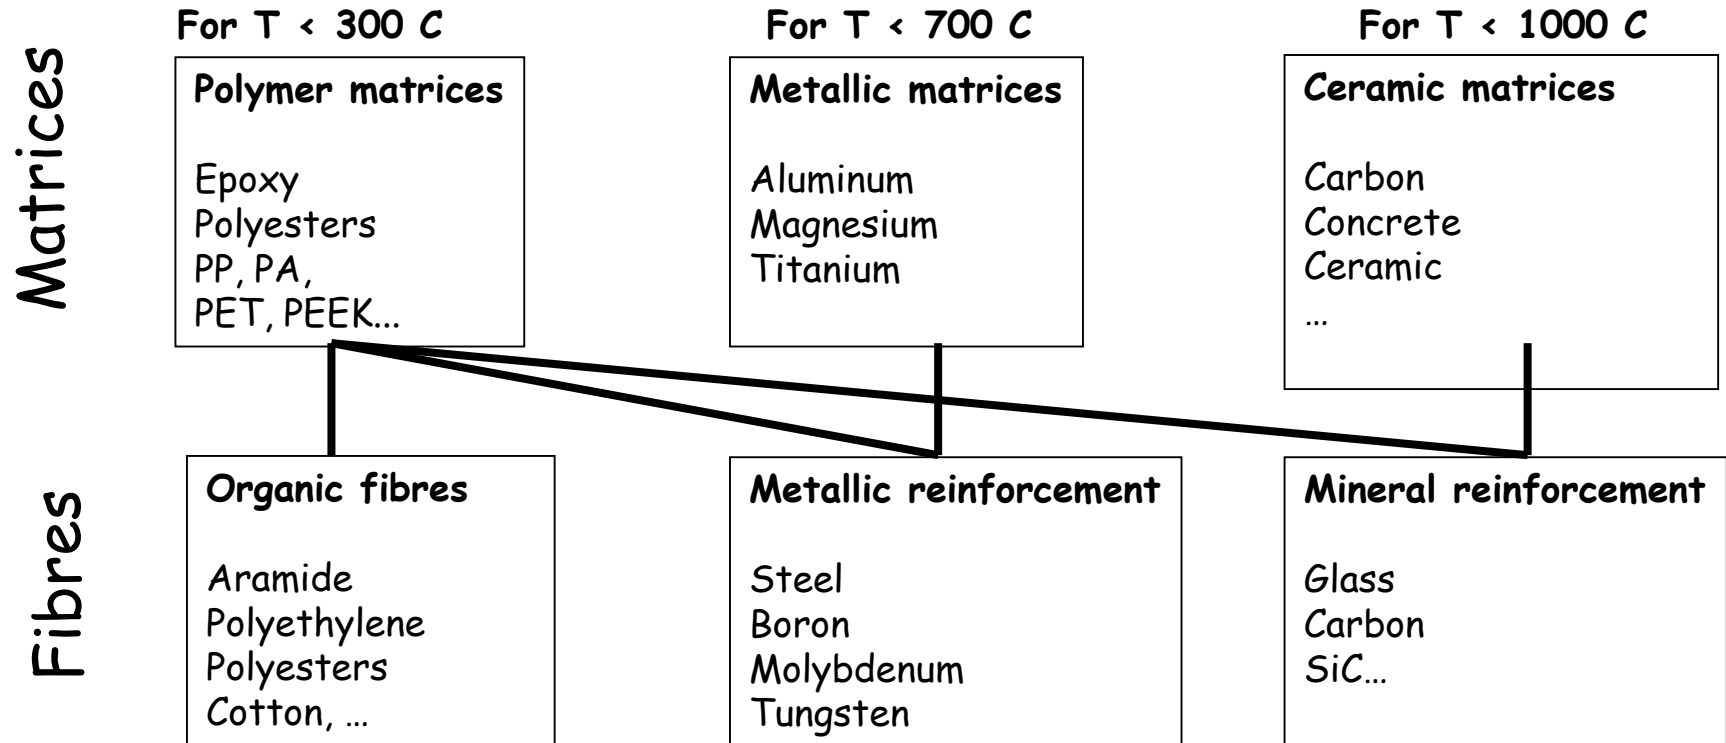 Matrices
For T < 300 C
Polymer matrices
Epoxy
Polyesters
PP, PA,
PET, PEEK...
For T < 700 C
Metallic matrices
Aluminum
Magnesium
Titanium
For T < 1000 C
Ceramic matrices
Carbon
Concrete
Ceramic
...
Fibres
Organic fibres
Aramide
Polyethylene
Polyesters
Cotton, ...
Metallic reinforcement
Steel
Boron
Molybdenum
Tungsten
Mineral reinforcement
Glass
Carbon
SiC...